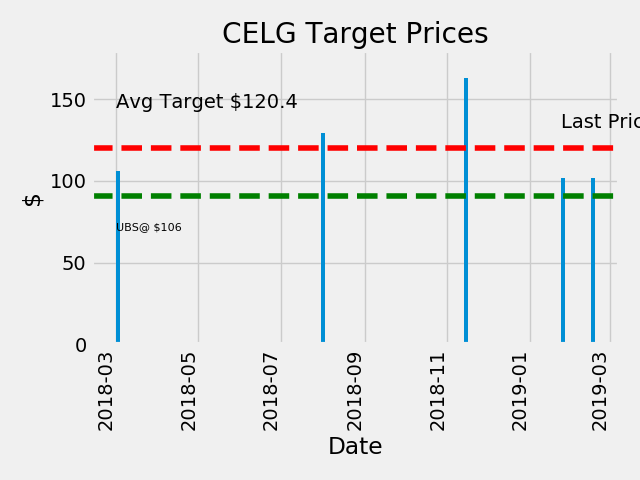 CELG Target Prices
150
100
50
0
$
Avg Target $120.4
Last Pric
UBS@ $106
2018-03
2018-05
2018-07
2018-09
2018-11
2019-01
2019-03
Date